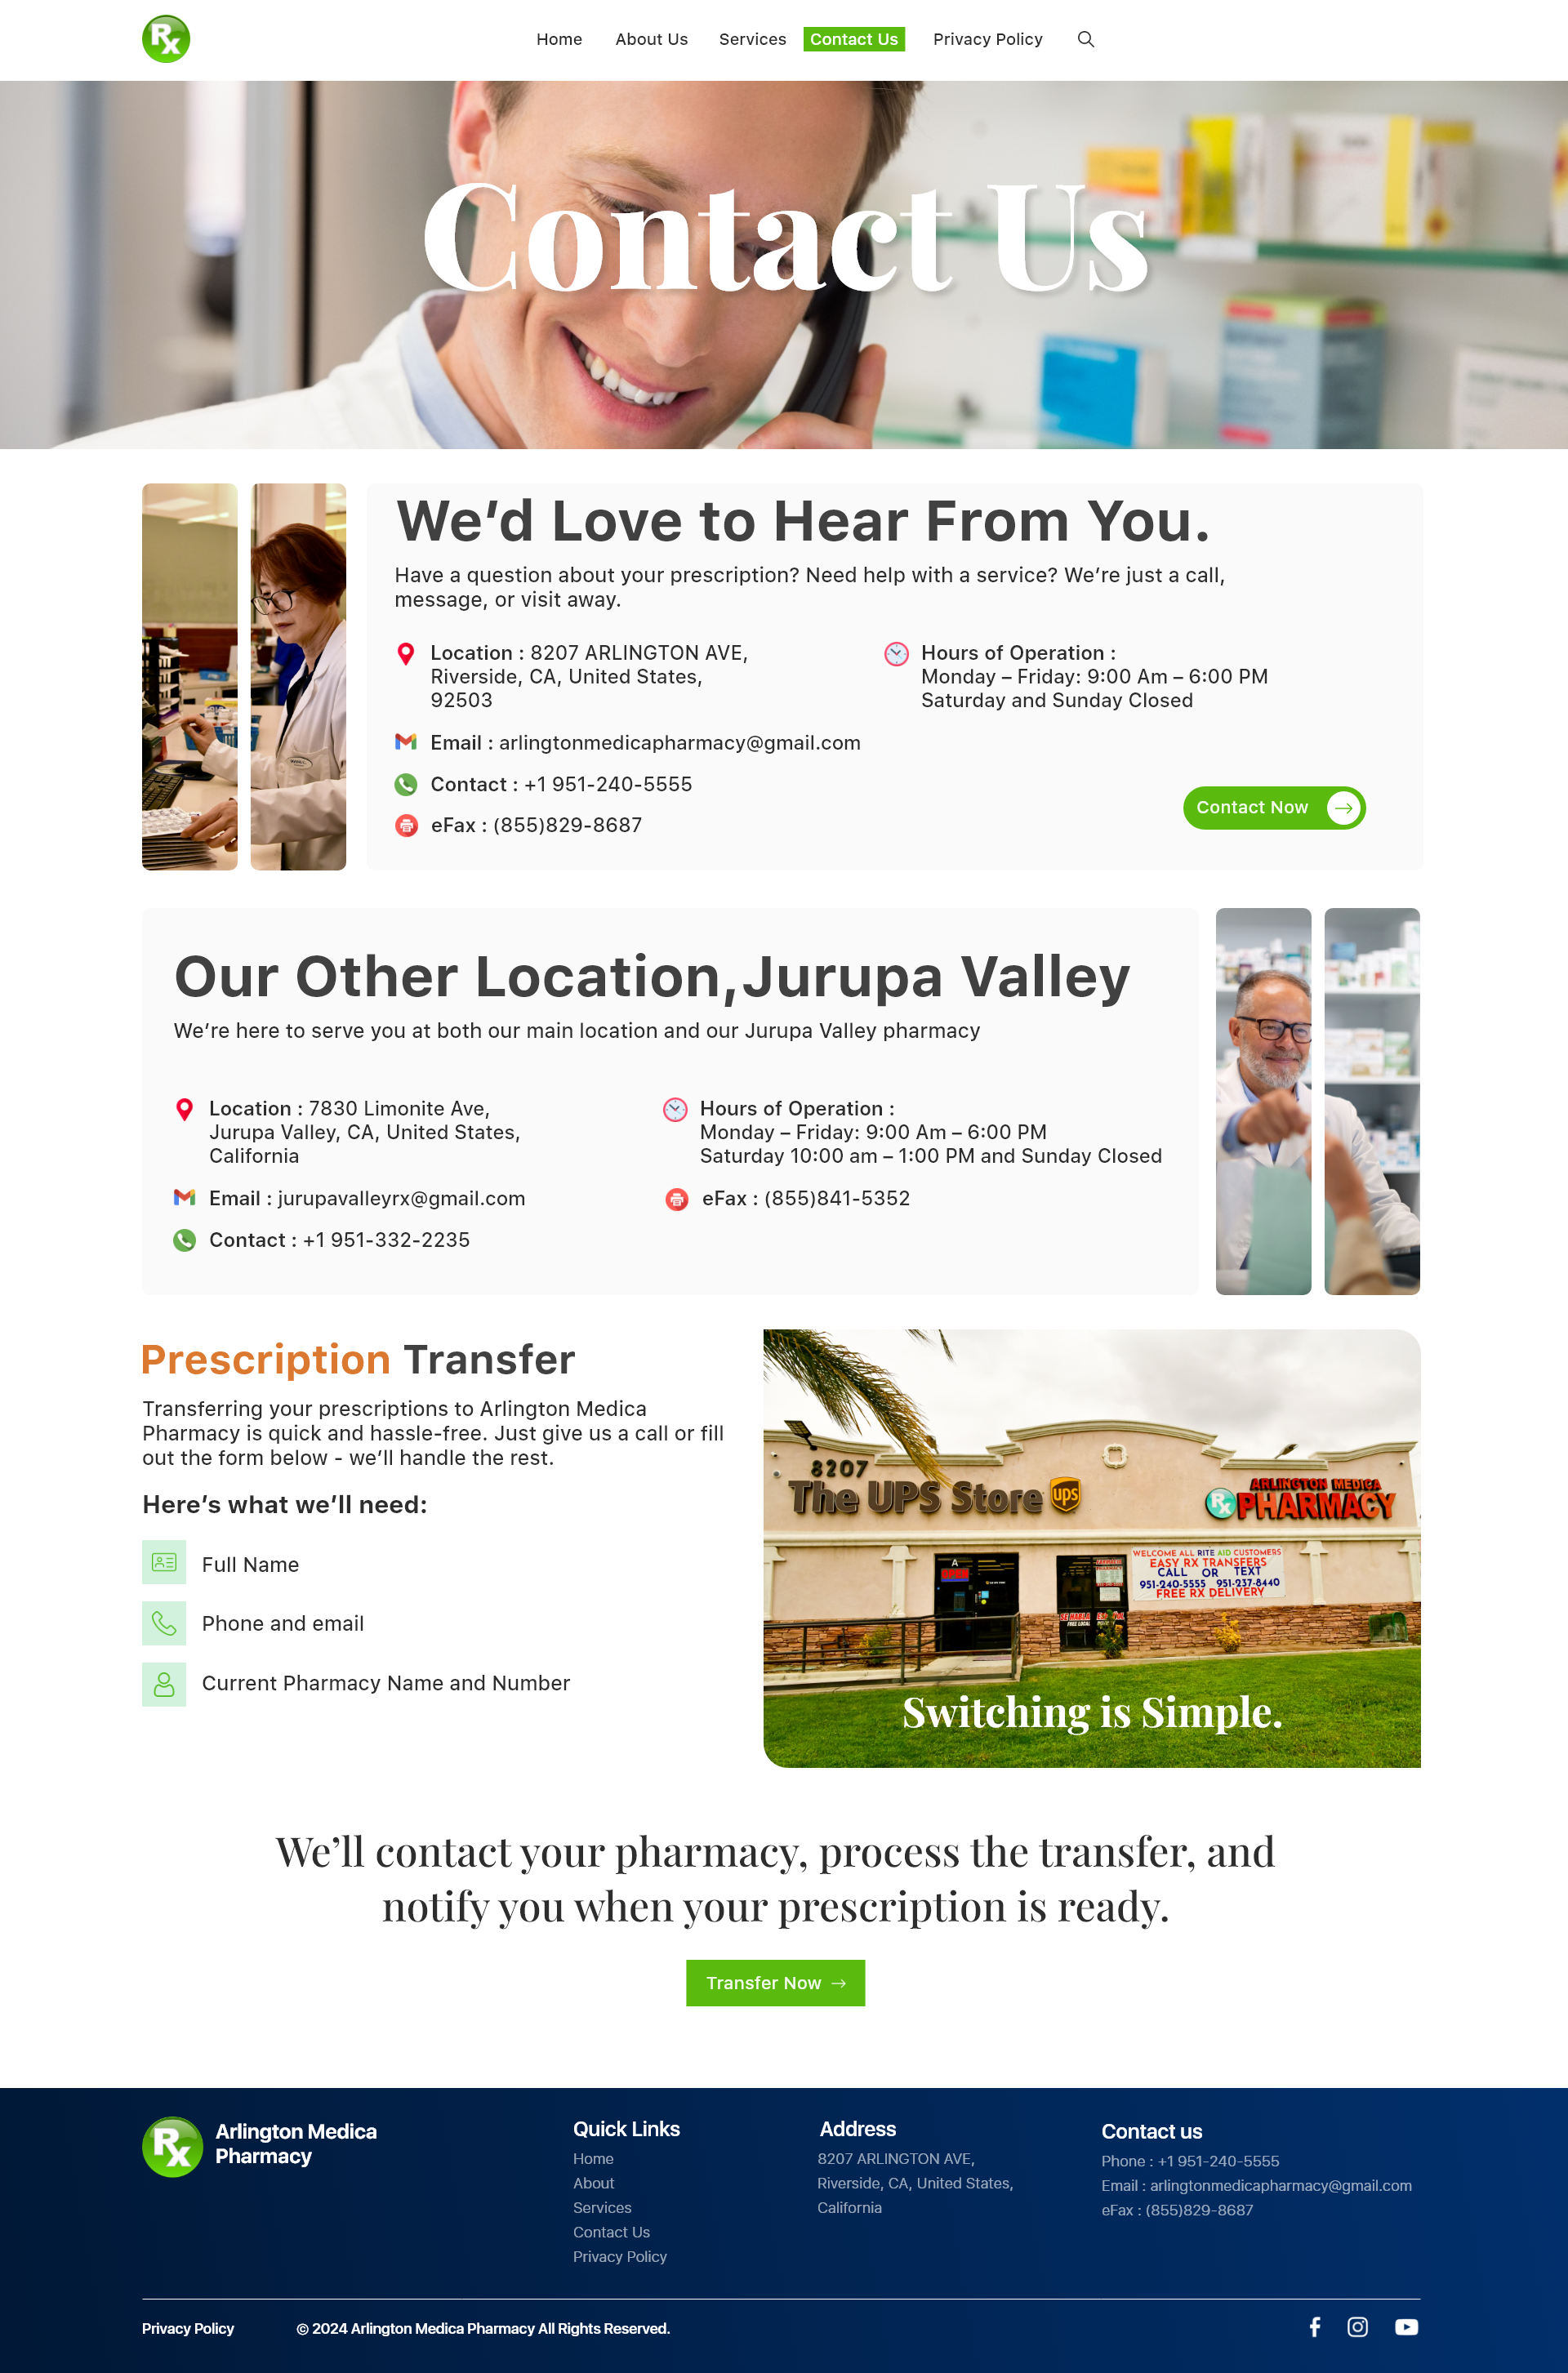 Rx
Home About Us Services Contact Us Privacy Policy
Contact Us
We’d Love to Hear From You.
Have a question about your prescription? Need help with a service? We’re just a call,
message, or visit away.
Location : 8207 ARLINGTON AVE,
Riverside, CA, United States,
92503
Hours of Operation :
Monday – Friday: 9:00 Am – 6:00 PM
Saturday and Sunday Closed
Email : arlingtonmedicapharmacy@gmail.com
Contact : +1 951-240-5555
eFax : (855)829-8687
Contact Now
Our Other Location,Jurupa Valley
We’re here to serve you at both our main location and our Jurupa Valley pharmacy
Location : 7830 Limonite Ave,
Jurupa Valley, CA, United States,
California
Hours of Operation :
Monday – Friday: 9:00 Am – 6:00 PM
Saturday 10:00 am – 1:00 PM and Sunday Closed
Email : jurupavalleyrx@gmail.com
eFax : (855)841-5352
Contact : +1 951-332-2235
Prescription Transfer
Transferring your prescriptions to Arlington Medica
Pharmacy is quick and hassle-free. Just give us a call or fill
out the form below - we’ll handle the rest.
Here’s what we’ll need:
Full Name
Phone and email
Current Pharmacy Name and Number
8207
The UPS Store ups
ARLINGTON MEDICA
Rx PHARMACY
A
OPEN
WELCOME ALL RITE AID CUSTOMERS
EASY RX TRANSFERS
CALL OR TEXT
951-240-5555 951-237-8440
FREE RX DELIVERY
Switching is Simple.
We’ll contact your pharmacy, process the transfer, and
notify you when your prescription is ready.
Transfer Now
Rx
Arlington Medica
Pharmacy
Quick Links
Home
About
Services
Contact Us
Privacy Policy
Address
8207 ARLINGTON AVE,
Riverside, CA, United States,
California
Contact us
Phone : +1 951-240-5555
Email : arlingtonmedicapharmacy@gmail.com
eFax : (855)829-8687
Privacy Policy
© 2024 Arlington Medica Pharmacy All Rights Reserved.